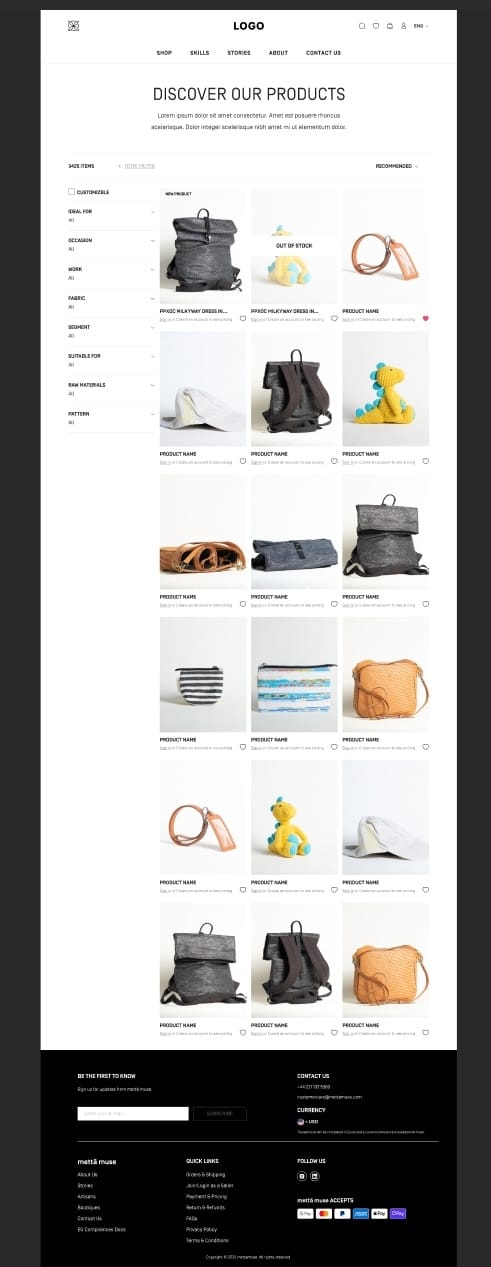 LOGO
ENG
SHOP SKILLS STORIES ABOUT CONTACT US
DISCOVER OUR PRODUCTS
Lorem ipsum dolor sit amet consectetur. Amet est posuere rhoncus
scelerisque. Dolor integer scelerisque nibh amet mi ut elementum dolor.
3425 ITEMS
HIDE FILTER
RECOMMENDED
CUSTOMIZBLE
IDEAL FOR
All
OCCASION
All
WORK
All
FABRIC
All
SEGMENT
All
SUITABLE FOR
All
RAW MATERIALS
All
PATTERN
All
NEW PRODUCT
OUT OF STOCK
PPXOC MILKYWAY DRESS IN... PPXOC MILKYWAY DRESS IN... PRODUCT NAME
Sign in or Create an account to see pricing Sign in or Create an account to see pricing Sign in or Create an account to see pricing
PRODUCT NAME PRODUCT NAME PRODUCT NAME
Sign in or Create an account to see pricing Sign in or Create an account to see pricing Sign in or Create an account to see pricing
PRODUCT NAME PRODUCT NAME PRODUCT NAME
Sign in or Create an account to see pricing Sign in or Create an account to see pricing Sign in or Create an account to see pricing
PRODUCT NAME PRODUCT NAME PRODUCT NAME
Sign in or Create an account to see pricing Sign in or Create an account to see pricing Sign in or Create an account to see pricing
PRODUCT NAME PRODUCT NAME PRODUCT NAME
Sign in or Create an account to see pricing Sign in or Create an account to see pricing Sign in or Create an account to see pricing
PRODUCT NAME PRODUCT NAME PRODUCT NAME
Sign in or Create an account to see pricing Sign in or Create an account to see pricing Sign in or Create an account to see pricing
BE THE FIRST TO KNOW
Sign up for updates from mettā muse.
Enter your e-mail...
SUBSCRIBE
CONTACT US
+44 221 133 5360
customercare@mettamuse.com
CURRENCY
USD
mettā muse
About Us
Stories
Artisans
Boutiques
Contact Us
EU Compliances Docs
QUICK LINKS
Orders & Shipping
Join/Login as a Seller
Payment & Pricing
Return & Refunds
FAQs
Privacy Policy
Terms & Conditions
FOLLOW US
mettā muse ACCEPTS
G Pay
PayPal
Pay
Pay
Copyright © 2023 mettamuse. All rights reserved.